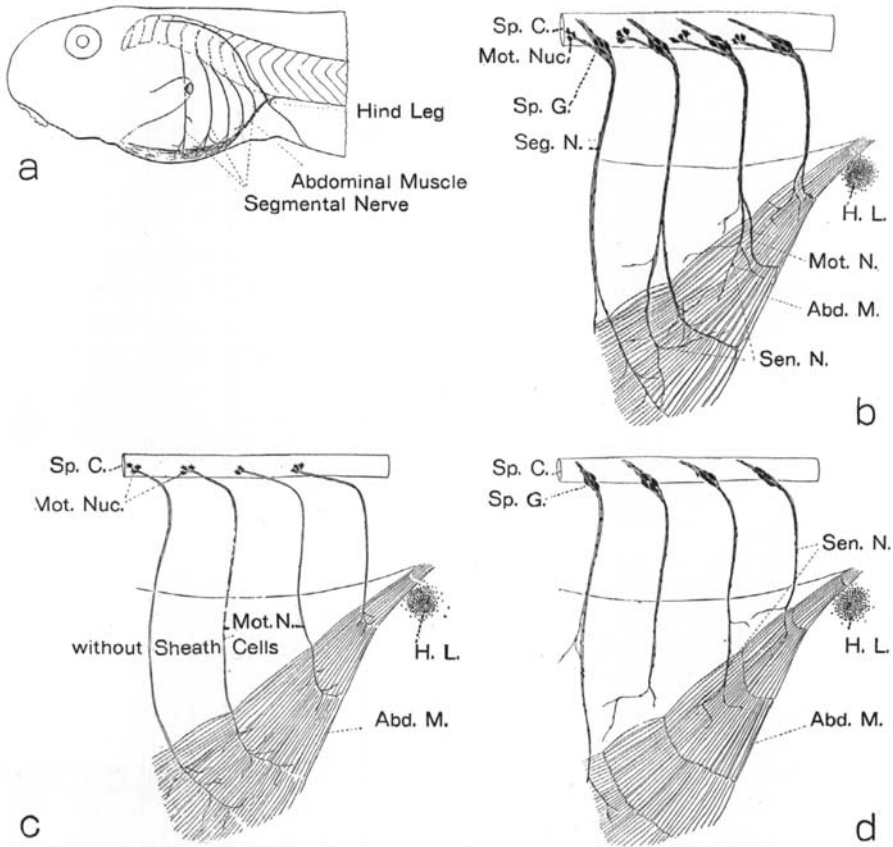 Hind Leg
Abdominal Muscle
Segmental Nerve
a
Sp. C.
Mot. Nuc.
Sp. G.
Seg. N.
H. L.
Mot. N.
Abd. M.
Sen. N.
b
Sp. C.
Mot. Nuc.
Mot. N.
without Sheath Cells
H. L.
Abd. M.
c
Sp. C.
Sp. G.
Sen. N.
H. L.
Abd. M.
d